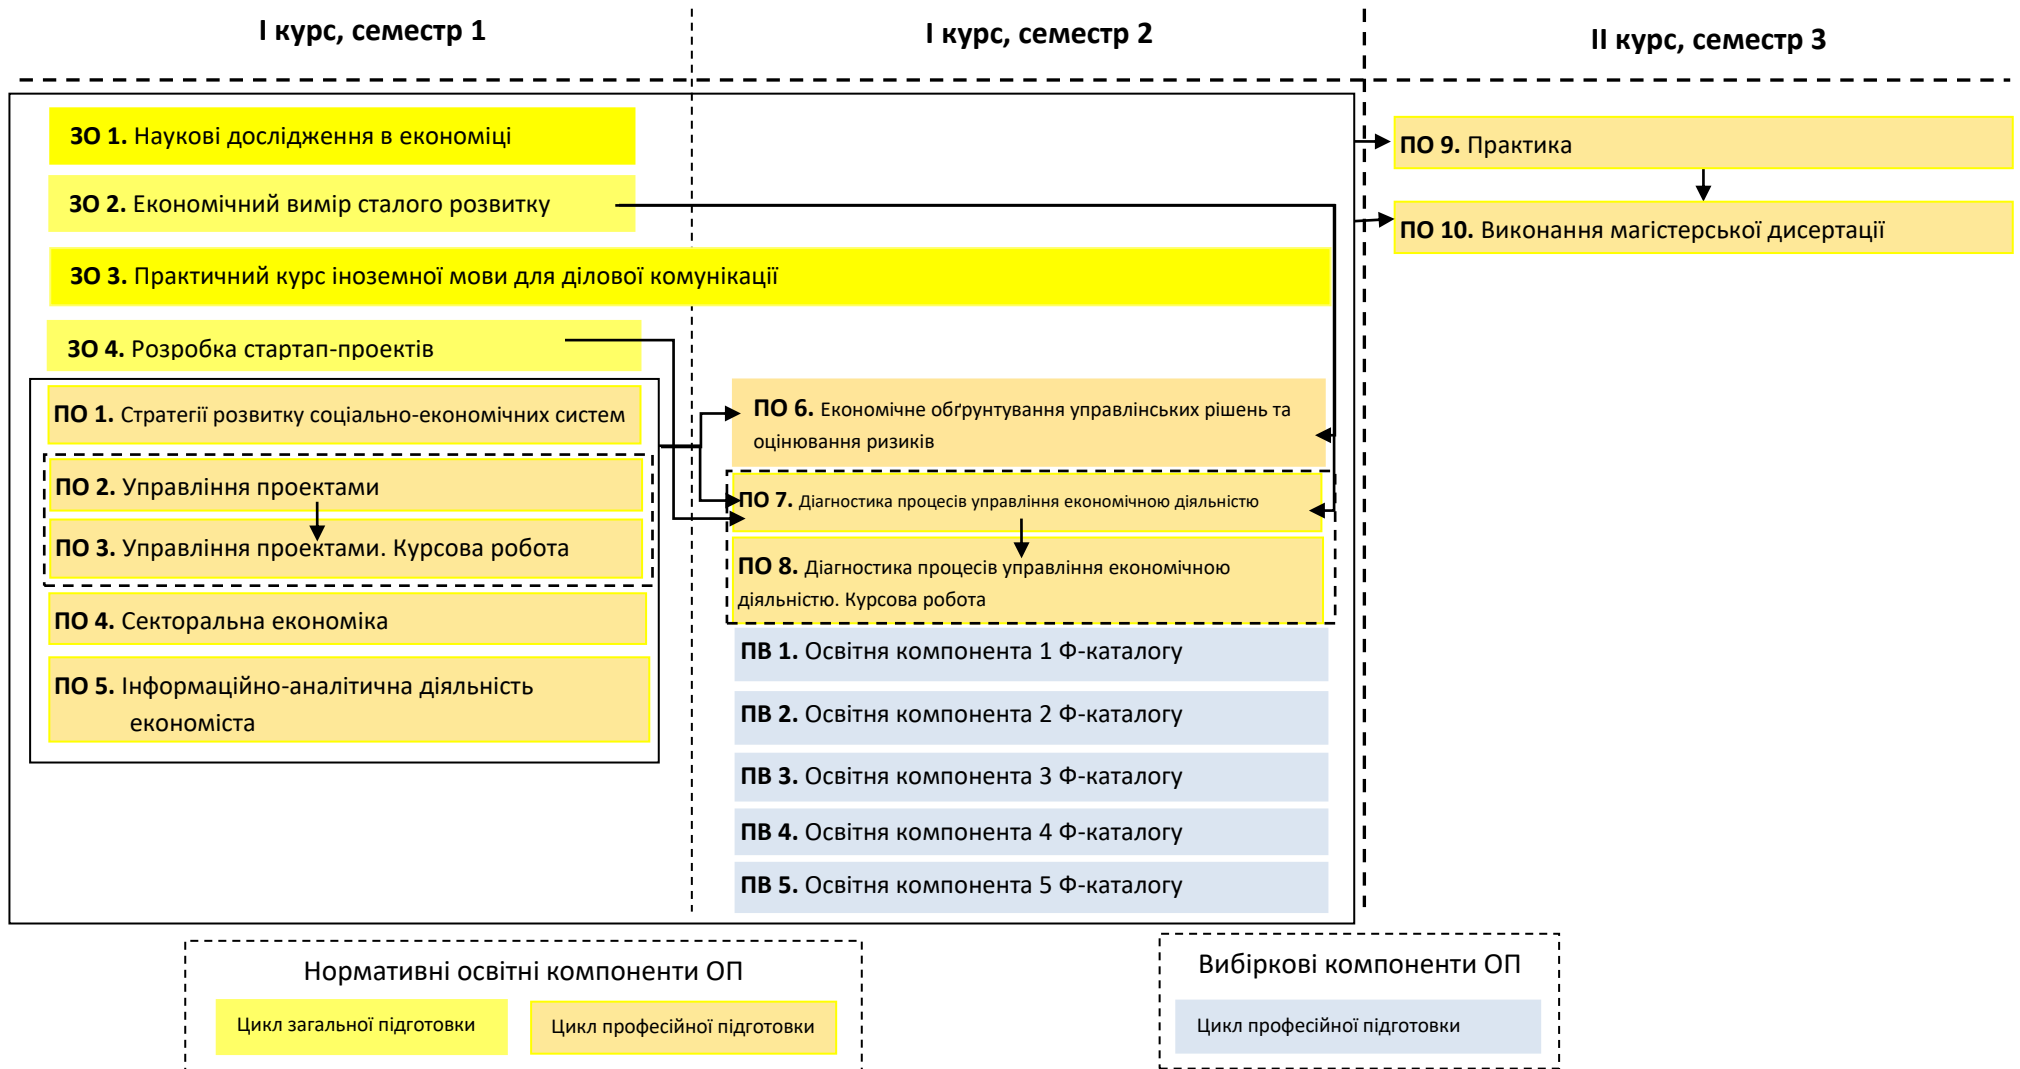 I курс, семестр 1
I курс, семестр 2
II курс, семестр 3
ЗО 1. Наукові дослідження в економіці
ЗО 2. Економічний вимір сталого розвитку
ЗО 3. Практичний курс іноземної мови для ділової комунікації
ЗО 4. Розробка стартап-проектів
ПО 1. Стратегії розвитку соціально-економічних систем
ПО 2. Управління проектами
ПО 3. Управління проектами. Курсова робота
ПО 4. Секторальна економіка
ПО 5. Інформаційно-аналітична діяльність
економіста
ПО 6. Економічне обґрунтування управлінських рішень та
оцінювання ризиків
ПО 7. Діагностика процесів управління економічною діяльністю
ПО 8. Діагностика процесів управління економічною
діяльністю. Курсова робота
ПВ 1. Освітня компонента 1 Ф-каталогу
ПВ 2. Освітня компонента 2 Ф-каталогу
ПВ 3. Освітня компонента 3 Ф-каталогу
ПВ 4. Освітня компонента 4 Ф-каталогу
ПВ 5. Освітня компонента 5 Ф-каталогу
ПО 9. Практика
ПО 10. Виконання магістерської дисертації
Нормативні освітні компоненти ОП
Цикл загальної підготовки
Цикл професійної підготовки
Вибіркові компоненти ОП
Цикл професійної підготовки